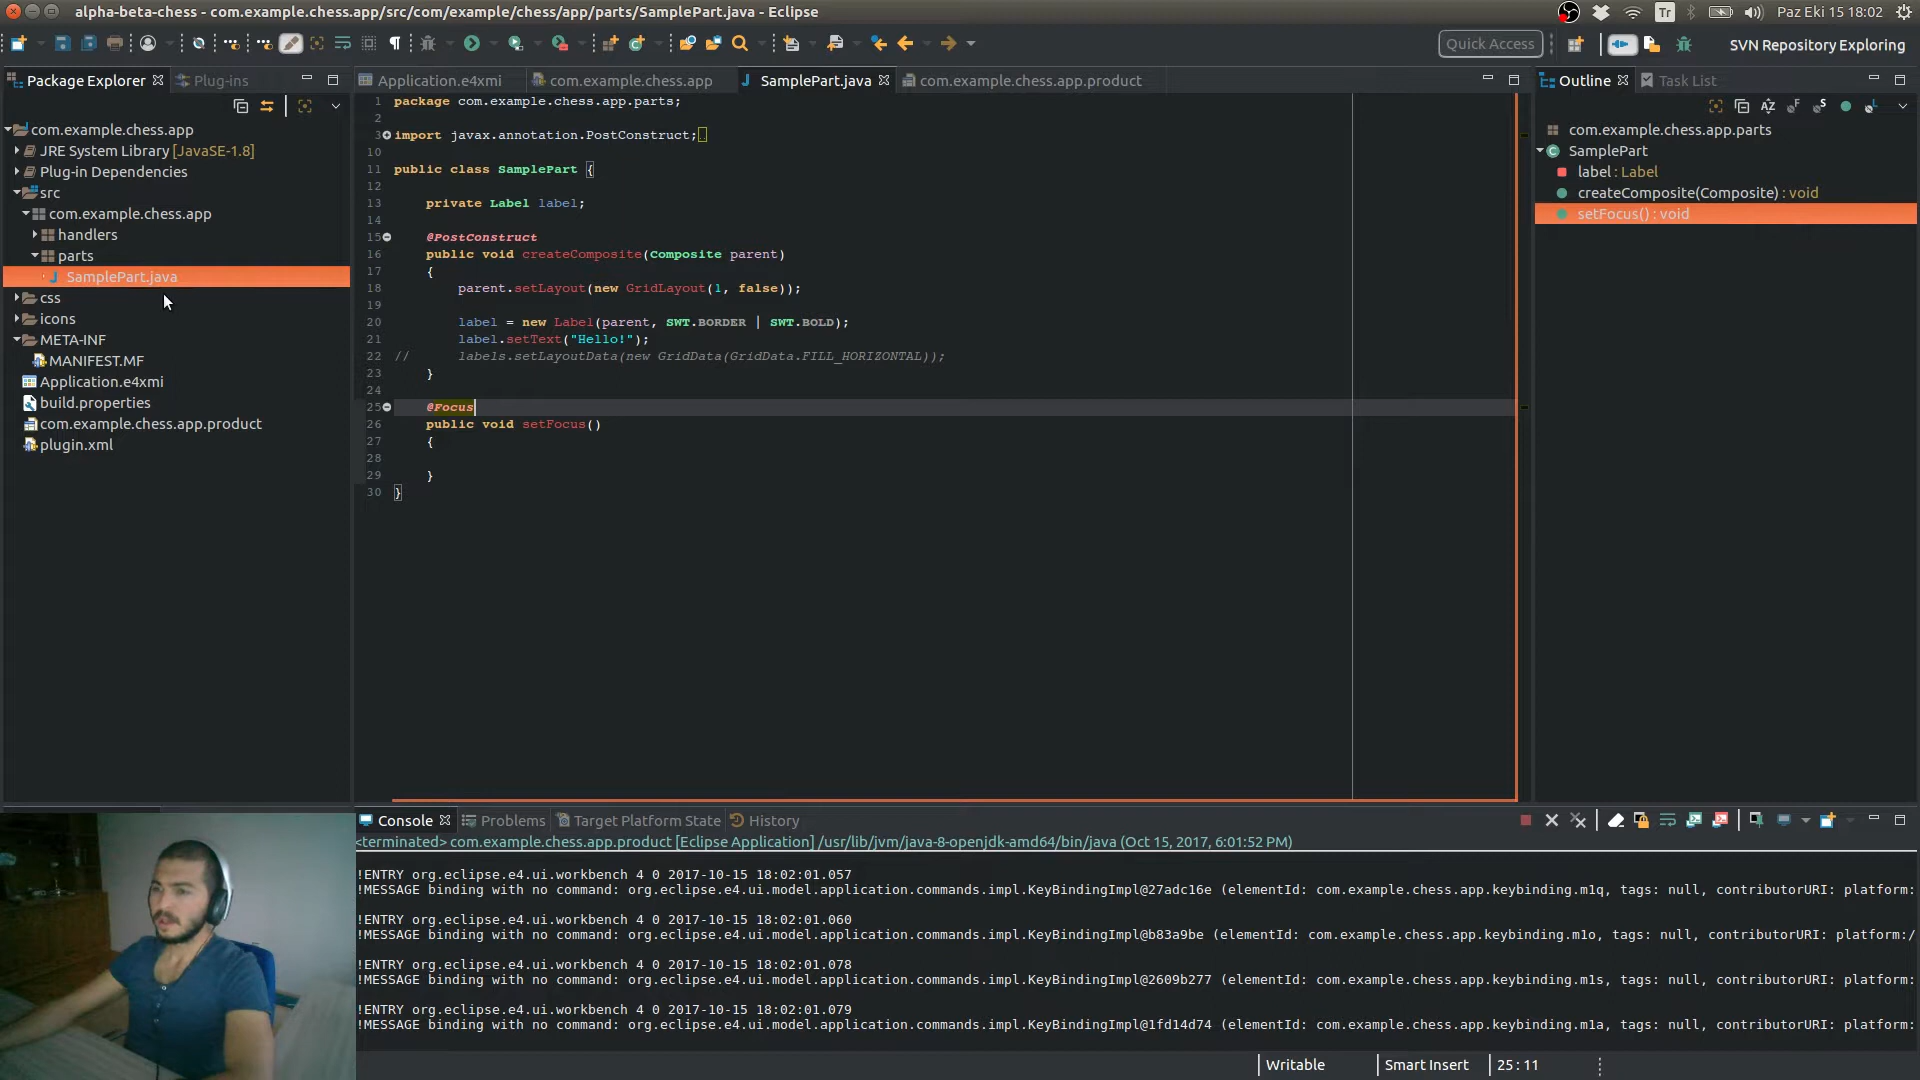 alpha-beta-chess - com.example.chess.app/src/com/example/chess/app/parts/SamplePart.java - Eclipse
Tr
Paz Eki 15 18:02
Quick Access
SVN Repository Exploring
Package Explorer
Plug-ins
Application.e4xmi
com.example.chess.app
SamplePart.java
com.example.chess.app.product
Outline
Task List
com.example.chess.app
JRE System Library [JavaSE-1.8]
Plug-in Dependencies
src
com.example.chess.app
handlers
parts
SamplePart.java
css
icons
META-INF
MANIFEST.MF
Application.e4xmi
build.properties
com.example.chess.app.product
plugin.xml
1 package com.example.chess.app.parts;
2
3 import javax.annotation.PostConstruct;
10
11 public class SamplePart {
12
13 private Label label;
14
15 @PostConstruct
16 public void createComposite(Composite parent)
17 {
18 parent.setLayout(new GridLayout(1, false));
19
20 label = new Label(parent, SWT.BORDER | SWT.BOLD);
21 label.setText("Hello!");
22 // labels.setLayoutData(new GridData(GridData.FILL_HORIZONTAL));
23 }
24
25 @Focus
26 public void setFocus()
27 {
28
29 }
30 }
com.example.chess.app.parts
SamplePart
label : Label
createComposite(Composite) : void
setFocus() : void
Console
Problems
Target Platform State
History
<terminated> com.example.chess.app.product [Eclipse Application] /usr/lib/jvm/java-8-openjdk-amd64/bin/java (Oct 15, 2017, 6:01:52 PM)
!ENTRY org.eclipse.e4.ui.workbench 4 0 2017-10-15 18:02:01.057
!MESSAGE binding with no command: org.eclipse.e4.ui.model.application.commands.impl.KeyBindingImpl@27adc16e (elementId: com.example.chess.app.keybinding.m1q, tags: null, contributorURI: platform:
!ENTRY org.eclipse.e4.ui.workbench 4 0 2017-10-15 18:02:01.060
!MESSAGE binding with no command: org.eclipse.e4.ui.model.application.commands.impl.KeyBindingImpl@b83a9be (elementId: com.example.chess.app.keybinding.m1o, tags: null, contributorURI: platform:/
!ENTRY org.eclipse.e4.ui.workbench 4 0 2017-10-15 18:02:01.078
!MESSAGE binding with no command: org.eclipse.e4.ui.model.application.commands.impl.KeyBindingImpl@2609b277 (elementId: com.example.chess.app.keybinding.m1s, tags: null, contributorURI: platform:
!ENTRY org.eclipse.e4.ui.workbench 4 0 2017-10-15 18:02:01.079
!MESSAGE binding with no command: org.eclipse.e4.ui.model.application.commands.impl.KeyBindingImpl@1fd14d74 (elementId: com.example.chess.app.keybinding.m1a, tags: null, contributorURI: platform:
Writable
Smart Insert
25 : 11